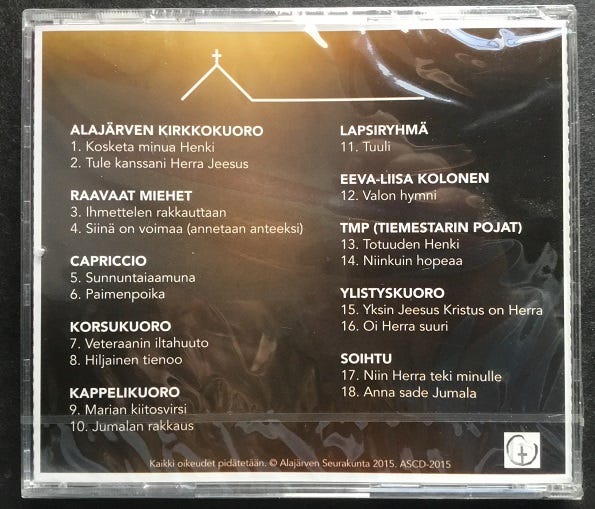 ALAJÄRVEN KIRKKOKUORO
1. Kosketa minua Henki
2. Tule kanssani Herra Jeesus
RAAVAAT MIEHET
3. Ihmettelen rakkauttaan
4. Siinä on voimaa (annetaan anteeksi)
CAPRICCIO
5. Sunnuntaiaamuna
6. Paimenpoika
KORSUKUORO
7. Veteraanin iltahuuto
8. Hiljainen tienoo
KAPPELIKUORO
9. Marian kiitosvirsi
10. Jumalan rakkaus
LAPSIRYHMÄ
11. Tuuli
EEVA-LIISA KOLONEN
12. Valon hymni
TMP (TIEMESTARIN POJAT)
13. Totuuden Henki
14. Niinkuin hopeaa
YLISTYSKUORO
15. Yksin Jeesus Kristus on Herra
16. Oi Herra suuri
SOIHTU
17. Niin Herra teki minulle
18. Anna sade Jumala
Kaikki oikeudet pidätetään. © Alajärven Seurakunta 2015. ASCD-2015